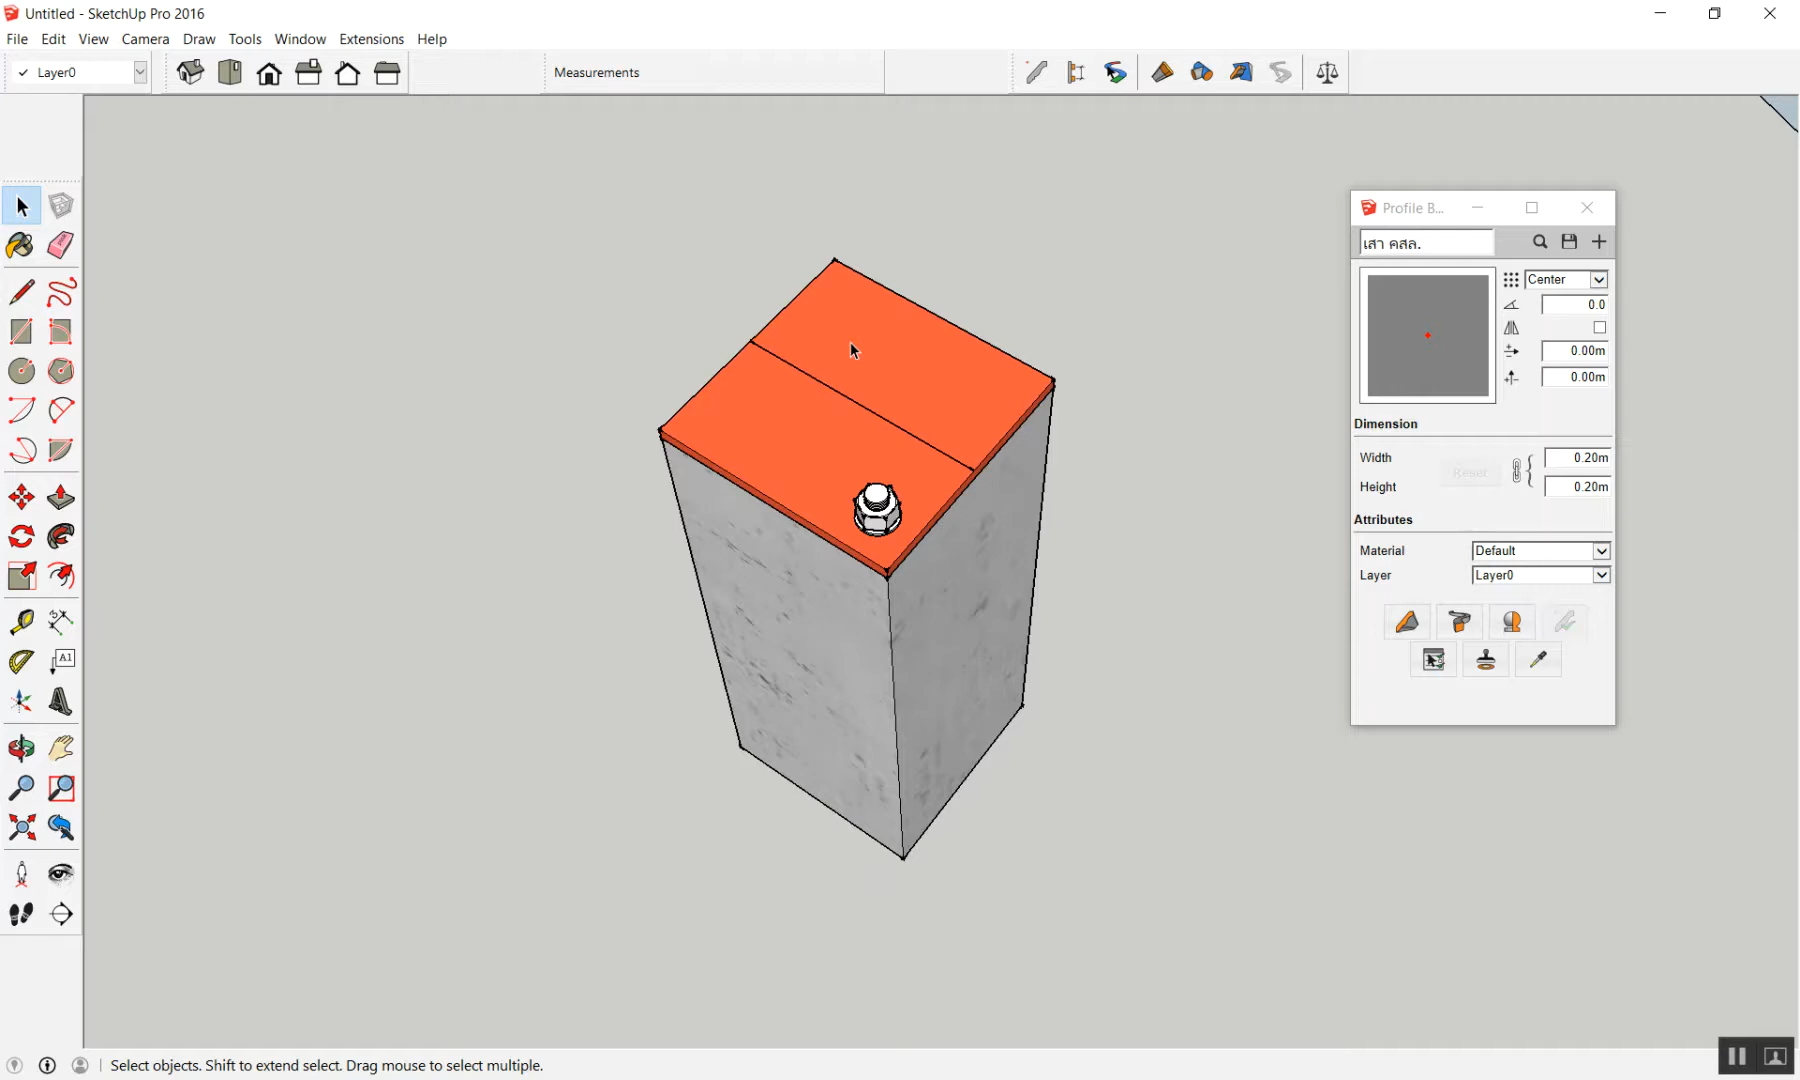 Untitled - SketchUp Pro 2016
File Edit View Camera Draw Tools Window Extensions Help
✓ Layer0
Measurements
Profile B...
เสา คสล.
Center
0.0
0.00m
0.00m
Dimension
Width 0.20m
Reset
Height 0.20m
Attributes
Material Default
Layer Layer0
A1
Select objects. Shift to extend select. Drag mouse to select multiple.